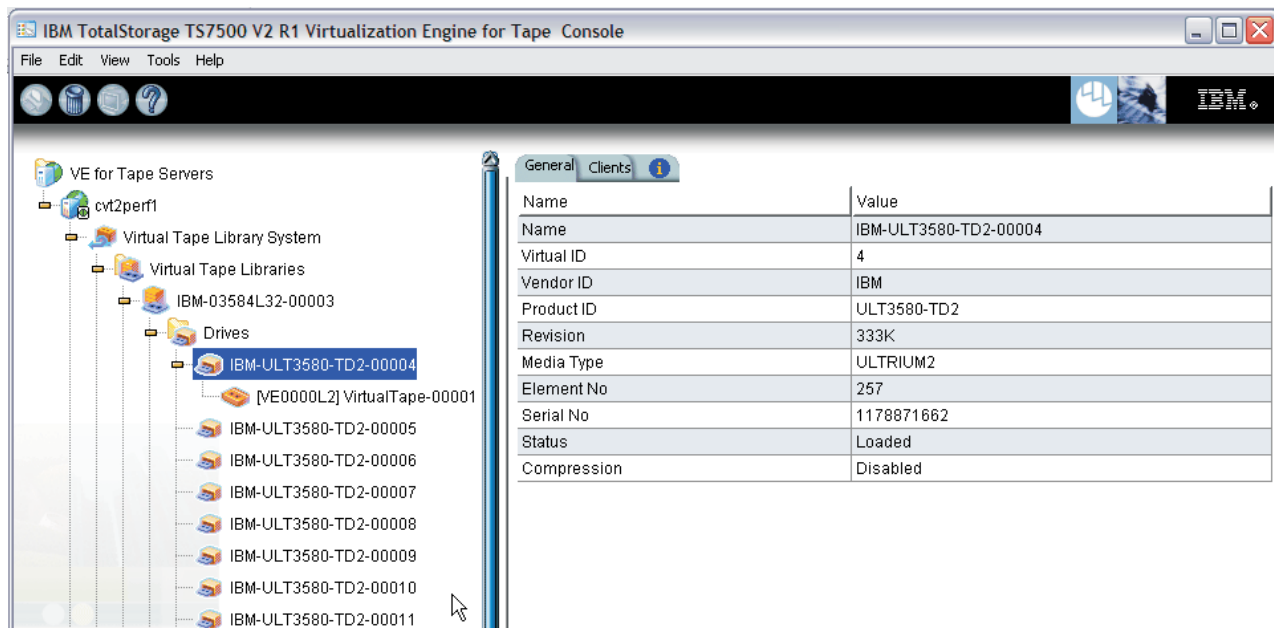 IBM TotalStorage TS7500 V2 R1 Virtualization Engine for Tape Console
File Edit View Tools Help
IBM
VE for Tape Servers
cvt2perf1
Virtual Tape Library System
Virtual Tape Libraries
IBM-03584L32-00003
Drives
IBM-ULT3580-TD2-00004
[VE0000L2] VirtualTape-00001
IBM-ULT3580-TD2-00005
IBM-ULT3580-TD2-00006
IBM-ULT3580-TD2-00007
IBM-ULT3580-TD2-00008
IBM-ULT3580-TD2-00009
IBM-ULT3580-TD2-00010
IBM-ULT3580-TD2-00011
General Clients
Name Value
Name IBM-ULT3580-TD2-00004
Virtual ID 4
Vendor ID IBM
Product ID ULT3580-TD2
Revision 333K
Media Type ULTRIUM2
Element No 257
Serial No 1178871662
Status Loaded
Compression Disabled